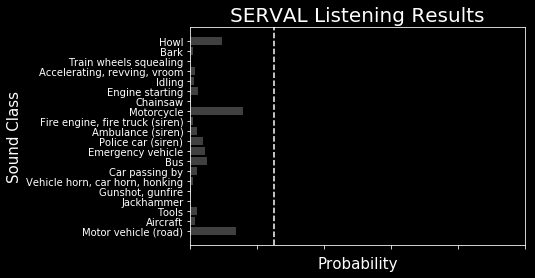 SERVAL Listening Results
Sound Class
Howl
Bark
Train wheels squealing
Accelerating, revving, vroom
Idling
Engine starting
Chainsaw
Motorcycle
Fire engine, fire truck (siren)
Ambulance (siren)
Police car (siren)
Emergency vehicle
Bus
Car passing by
Vehicle horn, car horn, honking
Gunshot, gunfire
Jackhammer
Tools
Aircraft
Motor vehicle (road)
Probability